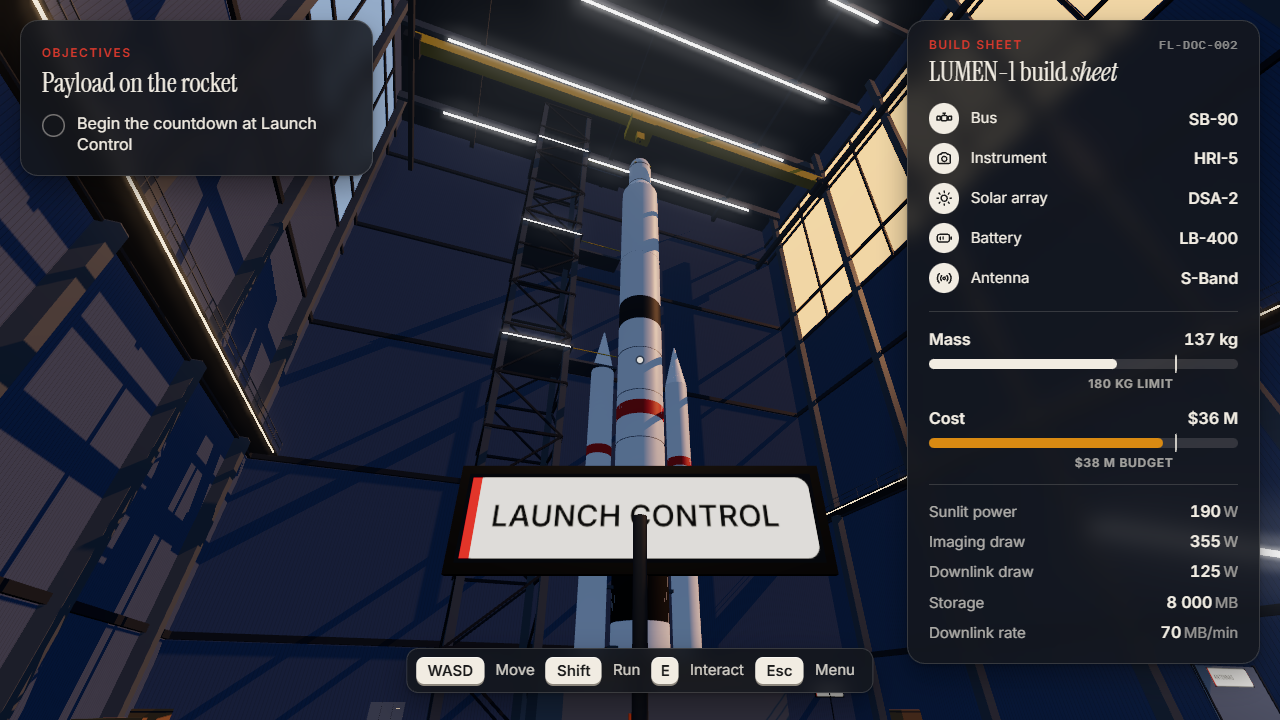 OBJECTIVES
Payload on the rocket
Begin the countdown at Launch
Control
BUILD SHEET FL-DOC-002
LUMEN-1 build sheet
Bus SB-90
Instrument HRI-5
Solar array DSA-2
Battery LB-400
Antenna S-Band
Mass 137 kg
180 KG LIMIT
Cost $36 M
$38 M BUDGET
Sunlit power 190 W
Imaging draw 355 W
Downlink draw 125 W
Storage 8 000 MB
Downlink rate 70 MB/min
LAUNCH CONTROL
WASD Move Shift Run E Interact Esc Menu